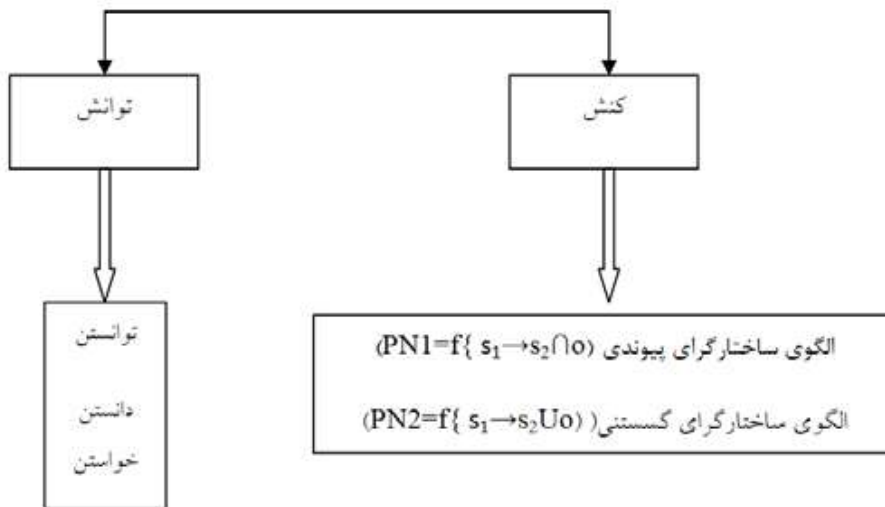 کنش
توانش
الگوی ساختارگرای پیوندی (PN1=f{ s₁→s₂∩o)
الگوی ساختارگرای گسستنی( (PN2=f{ s₁→s₂Uo)
توانستن
دانستن
خواستن